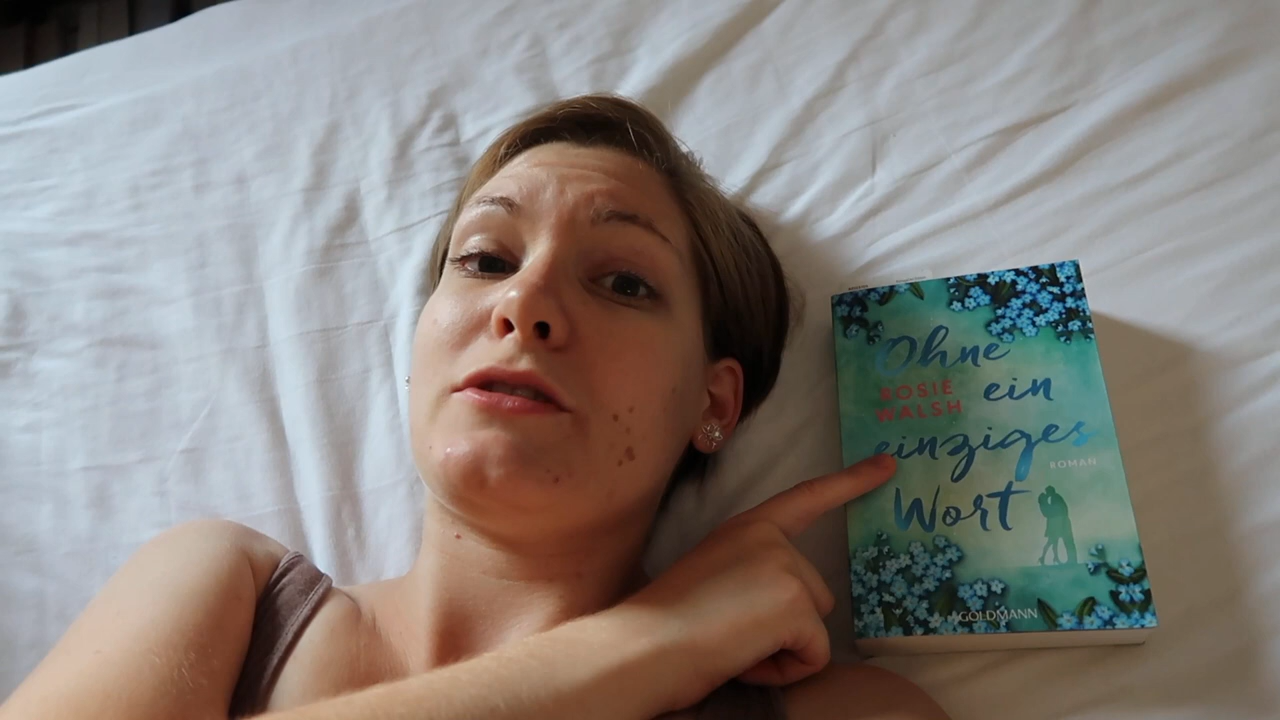 Ohne
ROSIE ein
WALSH
einziges
ROMAN
Wort
GOLDMANN